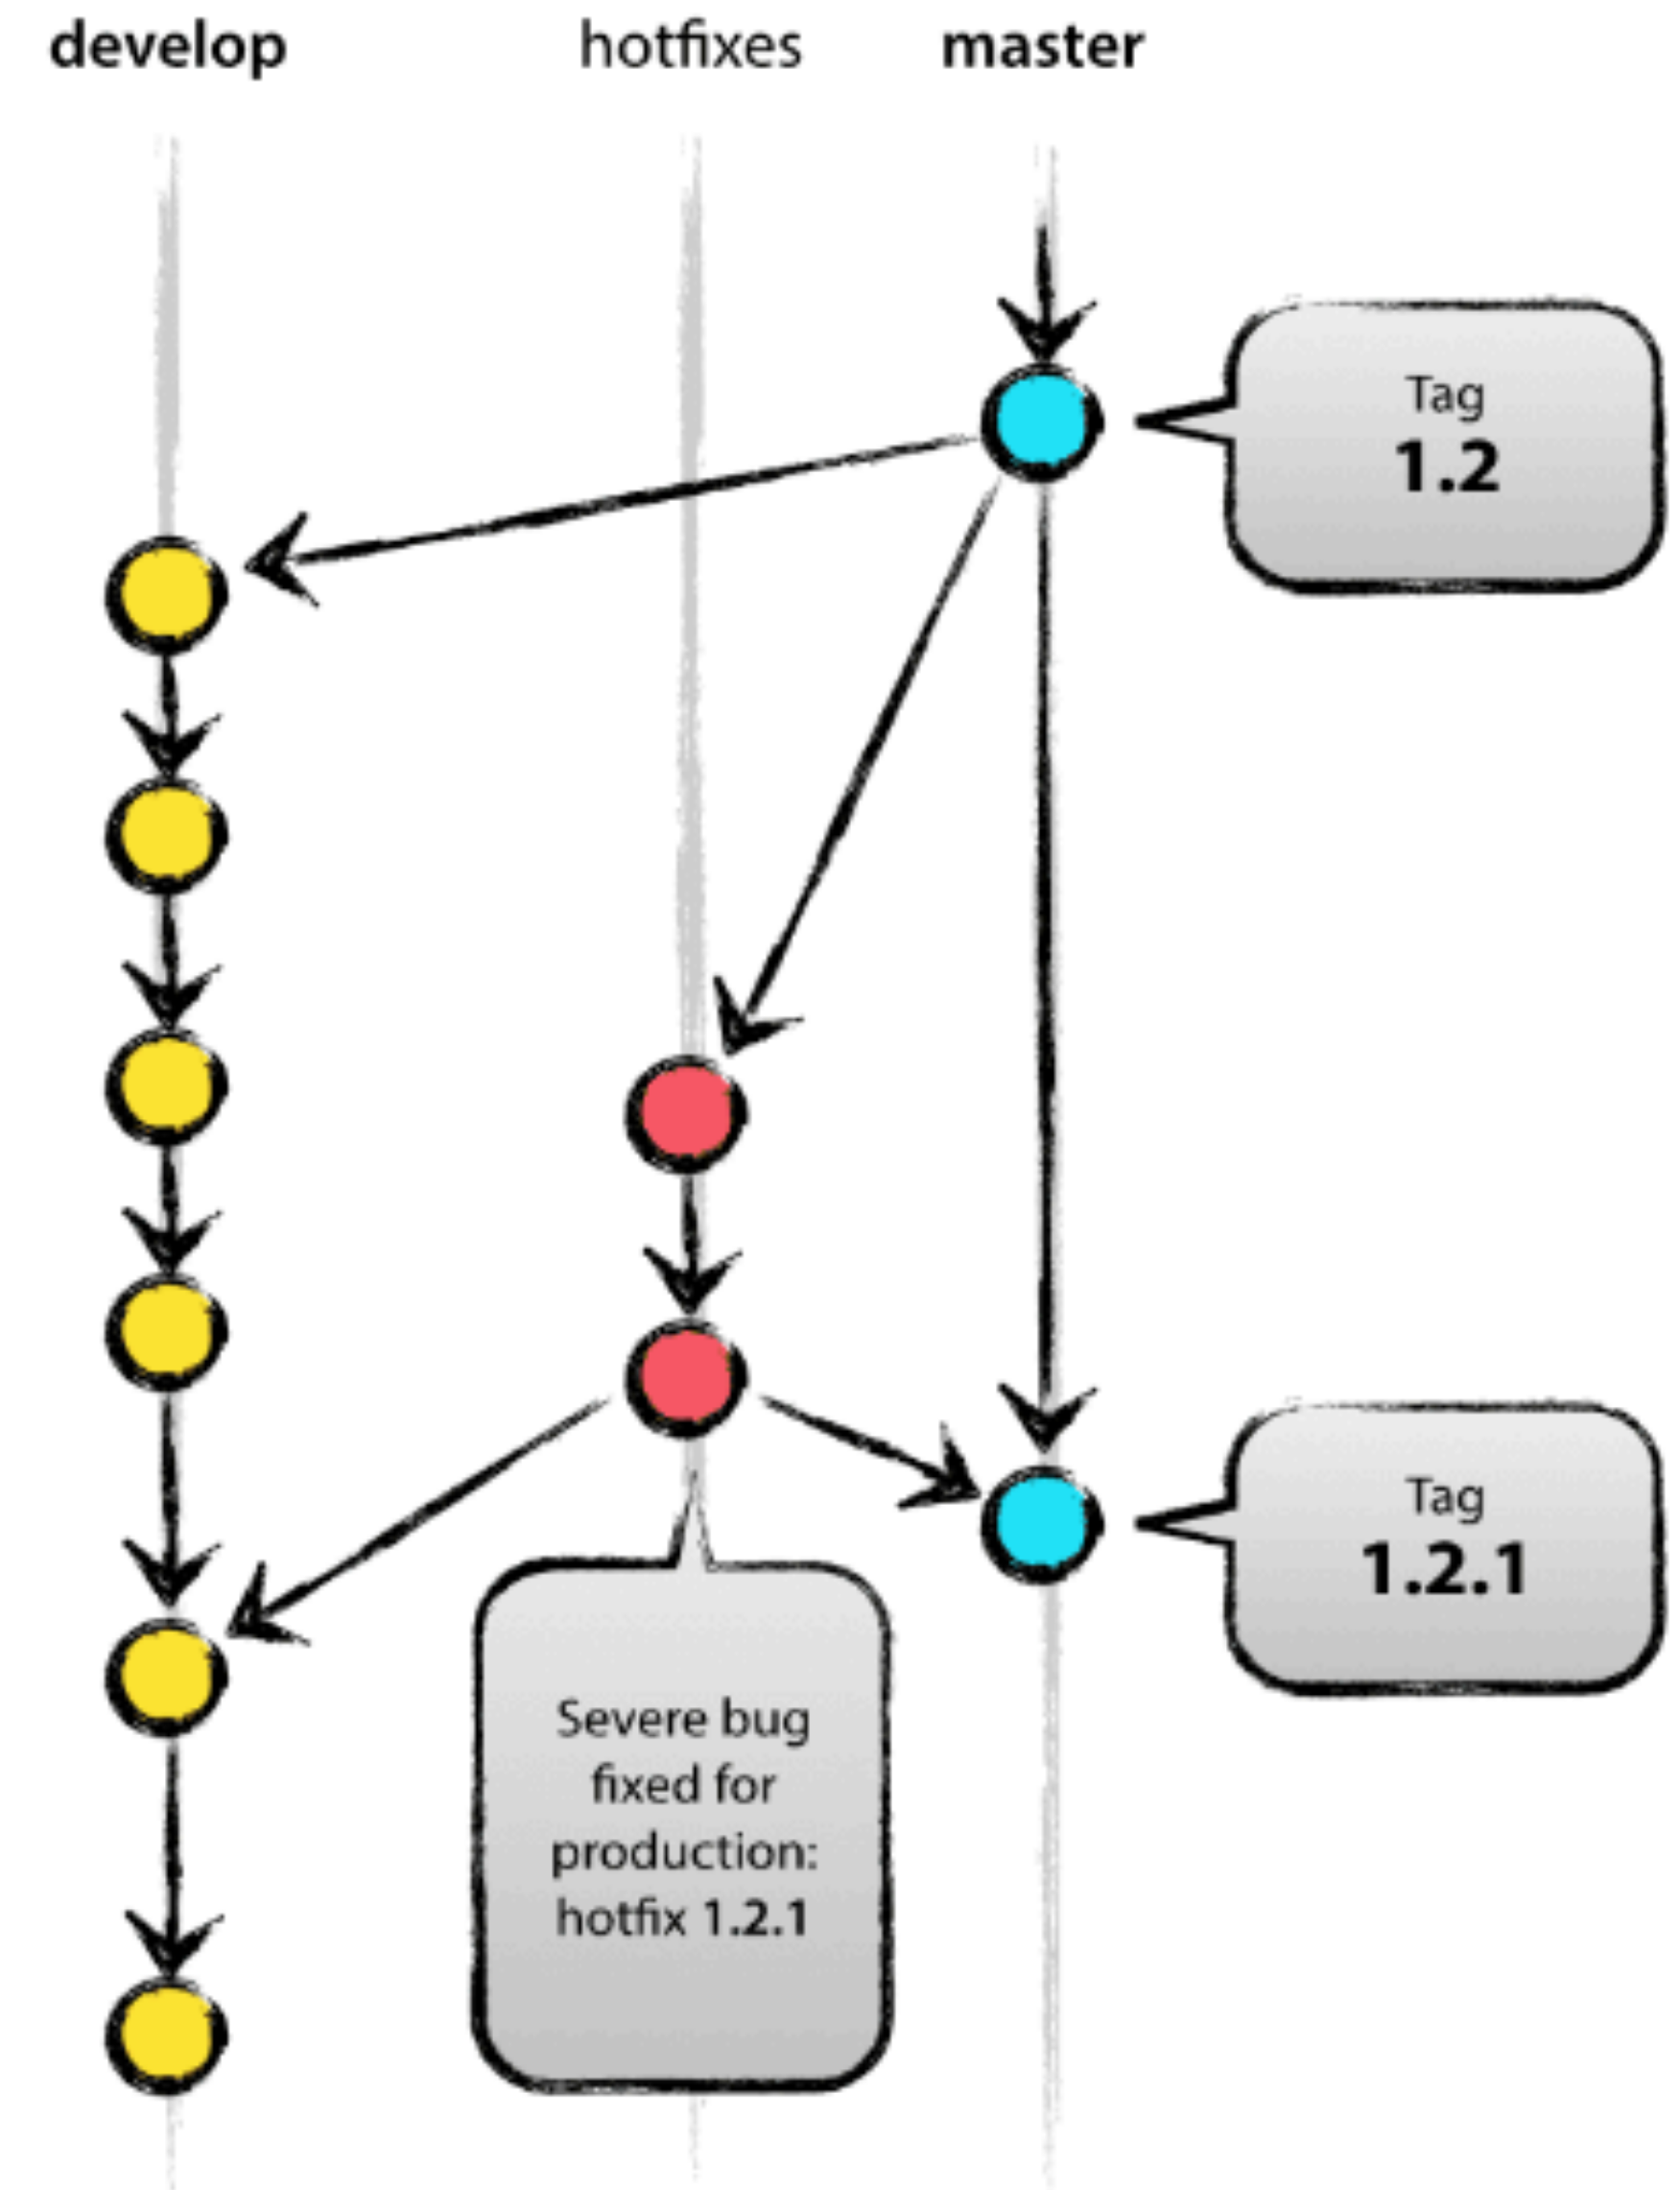 develop
hotfixes
master
Tag
1.2
Tag
1.2.1
Severe bug
fixed for
production:
hotfix 1.2.1